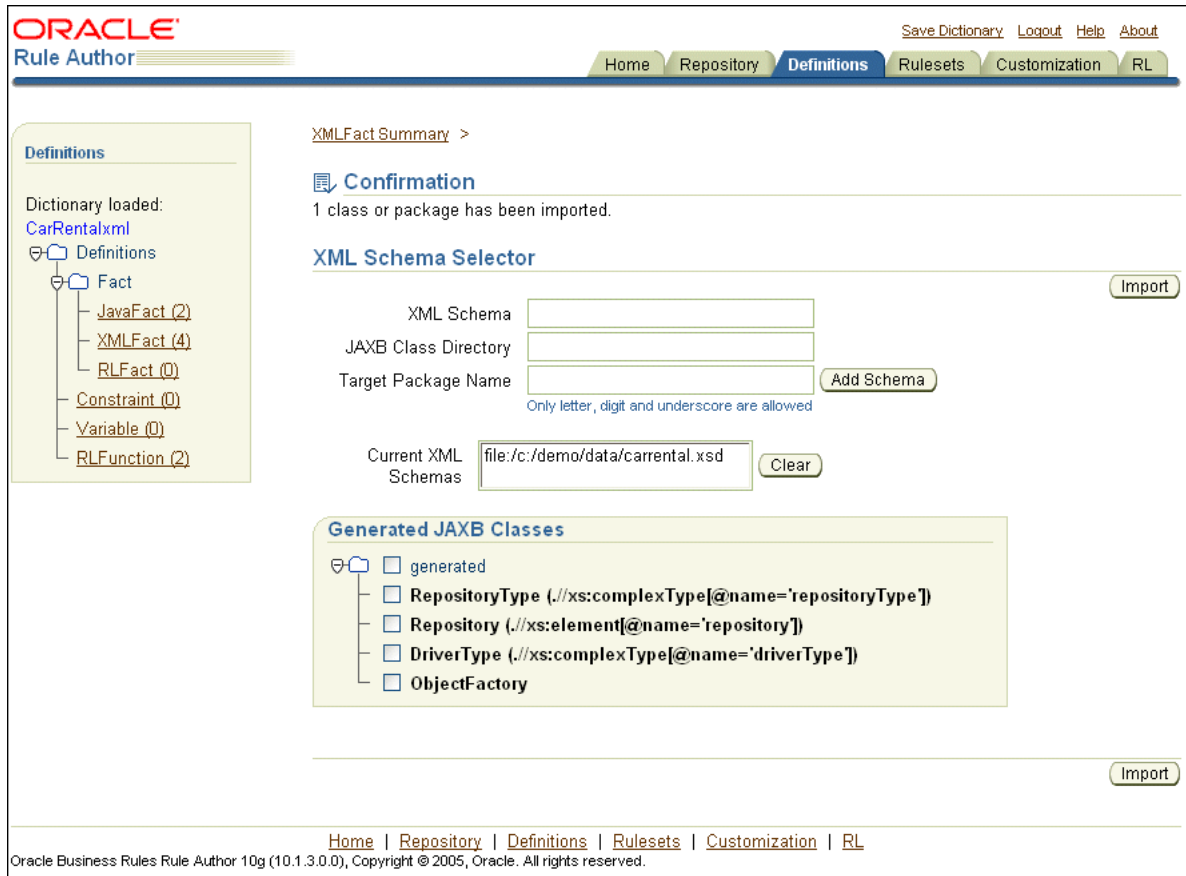 ORACLE
Rule Author
Save Dictionary Logout Help About
Home Repository Definitions Rulesets Customization RL
Definitions
Dictionary loaded:
CarRentalxml
Definitions
Fact
JavaFact (2)
XMLFact (4)
RLFact (0)
Constraint (0)
Variable (0)
RLFunction (2)
XMLFact Summary >
Confirmation
1 class or package has been imported.
XML Schema Selector
Import
XML Schema
JAXB Class Directory
Target Package Name Add Schema
Only letter, digit and underscore are allowed
Current XML
Schemas
file:/c:/demo/data/carrental.xsd
Clear
Generated JAXB Classes
generated
RepositoryType (.//xs:complexType[@name='repositoryType'])
Repository (.//xs:element[@name='repository'])
DriverType (.//xs:complexType[@name='driverType'])
ObjectFactory
Import
Home | Repository | Definitions | Rulesets | Customization | RL
Oracle Business Rules Rule Author 10g (10.1.3.0.0), Copyright © 2005, Oracle. All rights reserved.